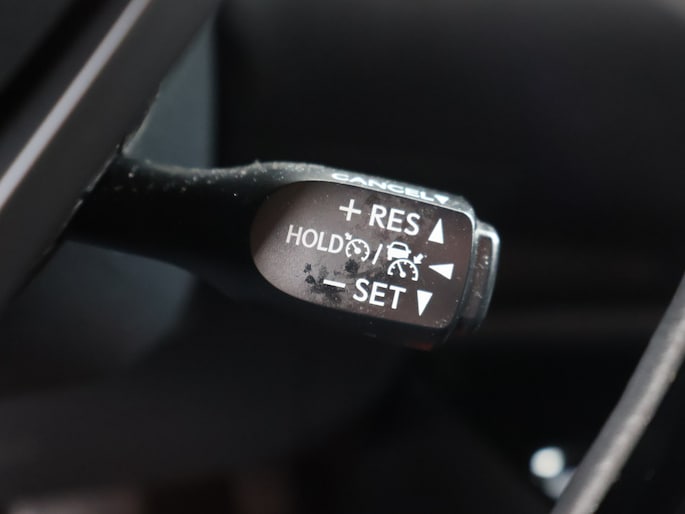 CANCEL▼
+ RES ▲
HOLD / ◀
− SET ▼